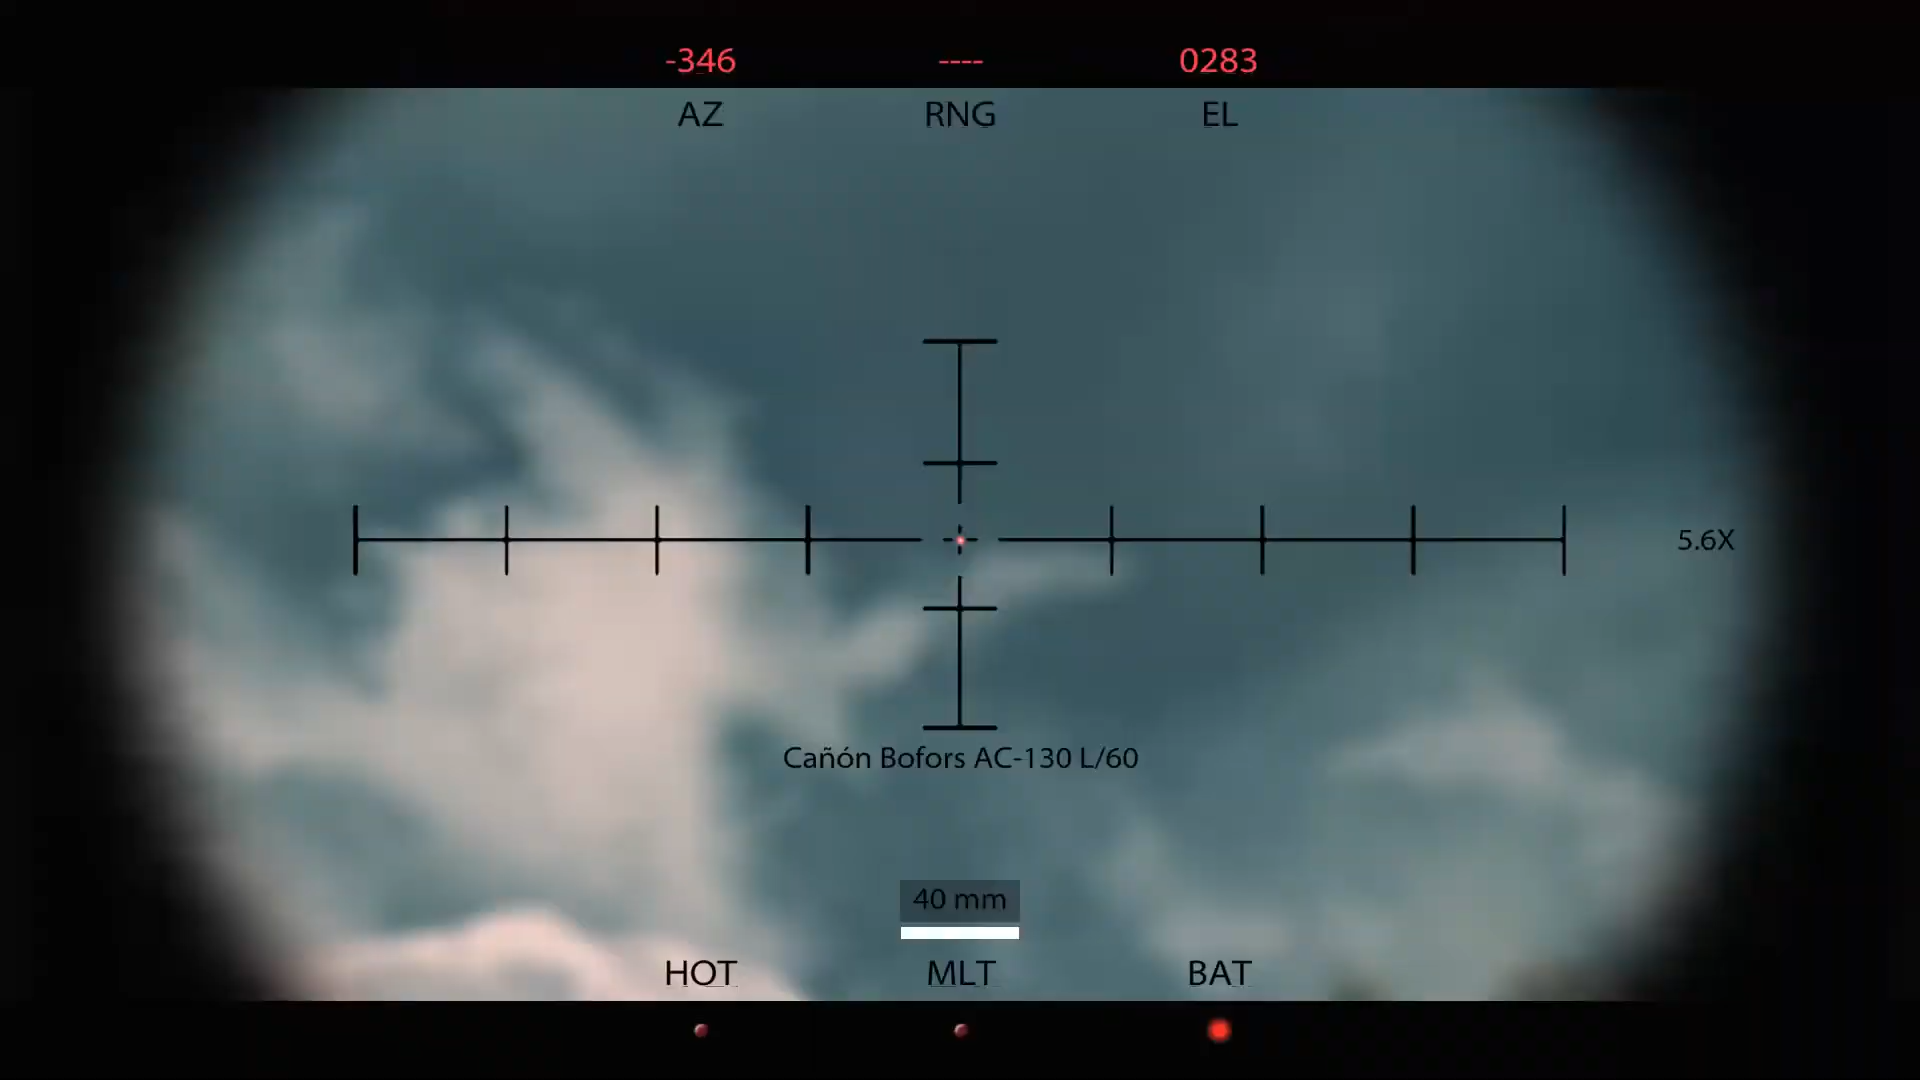 -346 ---- 0283
AZ RNG EL
5.6X
Cañón Bofors AC-130 L/60
40 mm
HOT MLT BAT